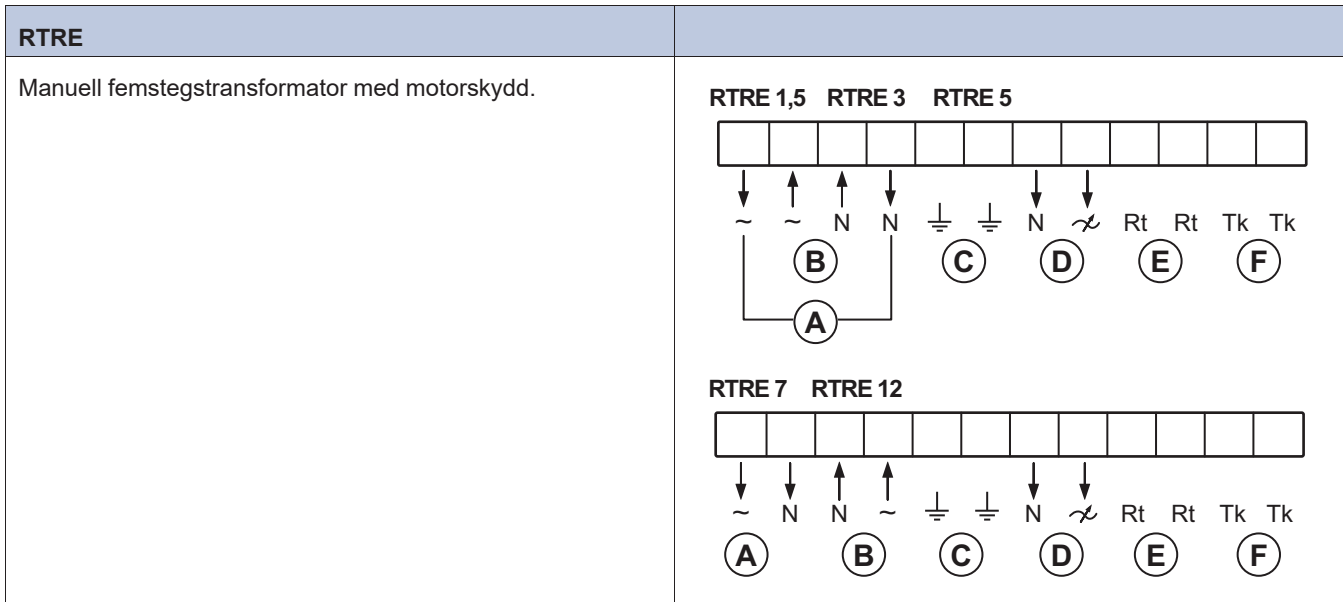 RTRE
Manuell femstegstransformator med motorskydd.
RTRE 1,5 RTRE 3 RTRE 5
~ ~ N N ⏚ ⏚ N ~ Rt Rt Tk Tk
B C D E F
A
RTRE 7 RTRE 12
~ N N ~ ⏚ ⏚ N ~ Rt Rt Tk Tk
A B C D E F